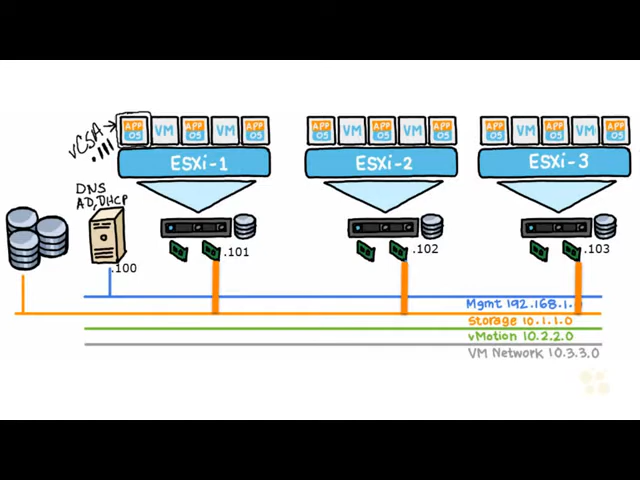 vCSA
.111
APP OS VM APP OS VM APP OS
APP OS VM APP OS VM APP OS
APP OS VM APP OS VM APP OS
ESXi-1
ESXi-2
ESXi-3
DNS
AD, DHCP
.100
.101
.102
.103
Mgmt 192.168.1.0
Storage 10.1.1.0
vMotion 10.2.2.0
VM Network 10.3.3.0